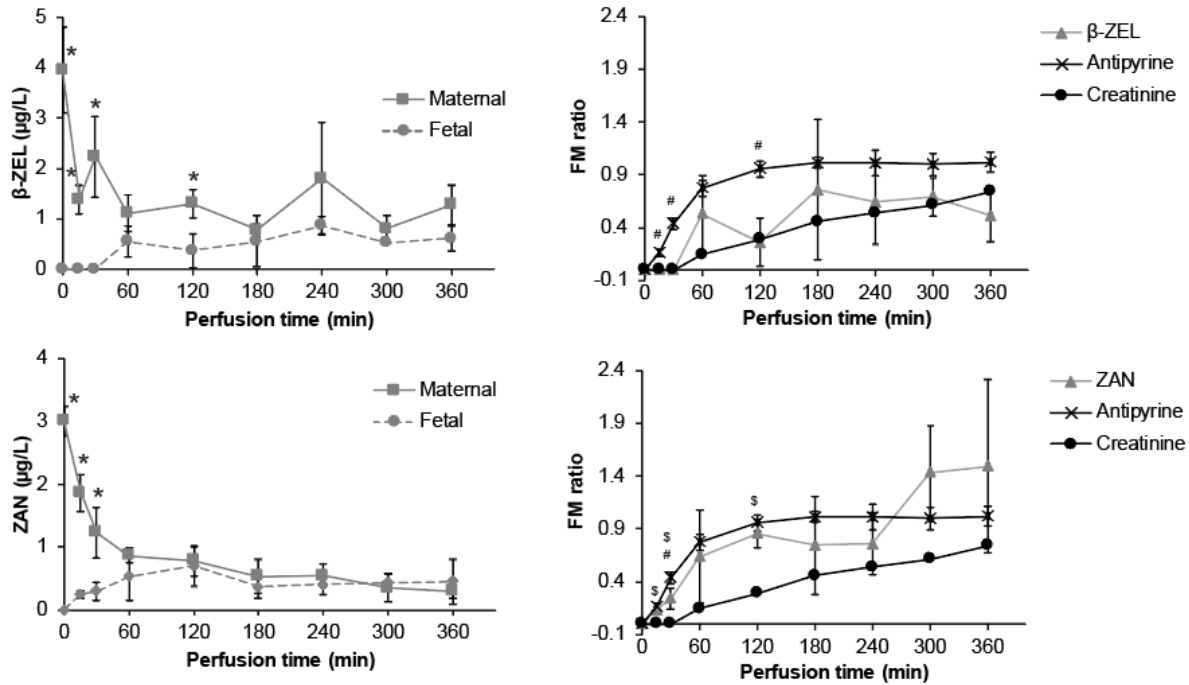 β-ZEL (µg/L)
5
4
3
2
1
0
*
*
*
*
Maternal
Fetal
0 60 120 180 240 300 360
Perfusion time (min)
FM ratio
2.4
1.9
1.4
0.9
0.4
-0.1
#
#
#
β-ZEL
Antipyrine
Creatinine
0 60 120 180 240 300 360
Perfusion time (min)
ZAN (µg/L)
4
3
2
1
0
*
*
*
Maternal
Fetal
0 60 120 180 240 300 360
Perfusion time (min)
FM ratio
2.4
1.9
1.4
0.9
0.4
-0.1
$
$
#
$
ZAN
Antipyrine
Creatinine
0 60 120 180 240 300 360
Perfusion time (min)